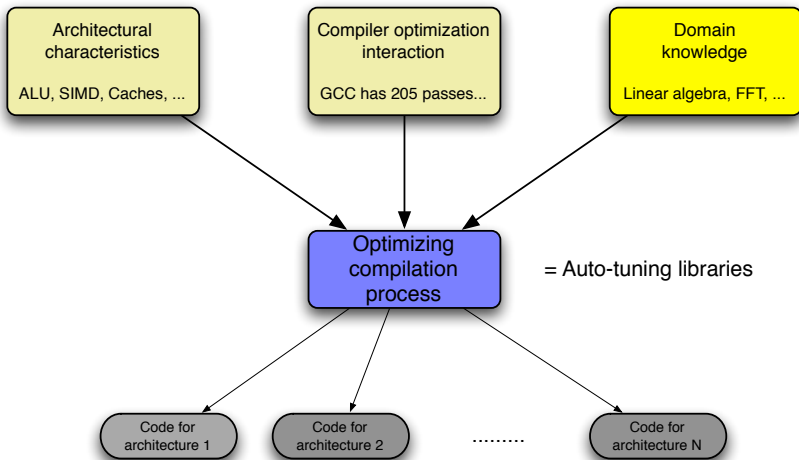 Architectural
characteristics
ALU, SIMD, Caches, ...
Compiler optimization
interaction
GCC has 205 passes...
Domain
knowledge
Linear algebra, FFT, ...
Optimizing
compilation
process
= Auto-tuning libraries
Code for
architecture 1
Code for
architecture 2
.........
Code for
architecture N